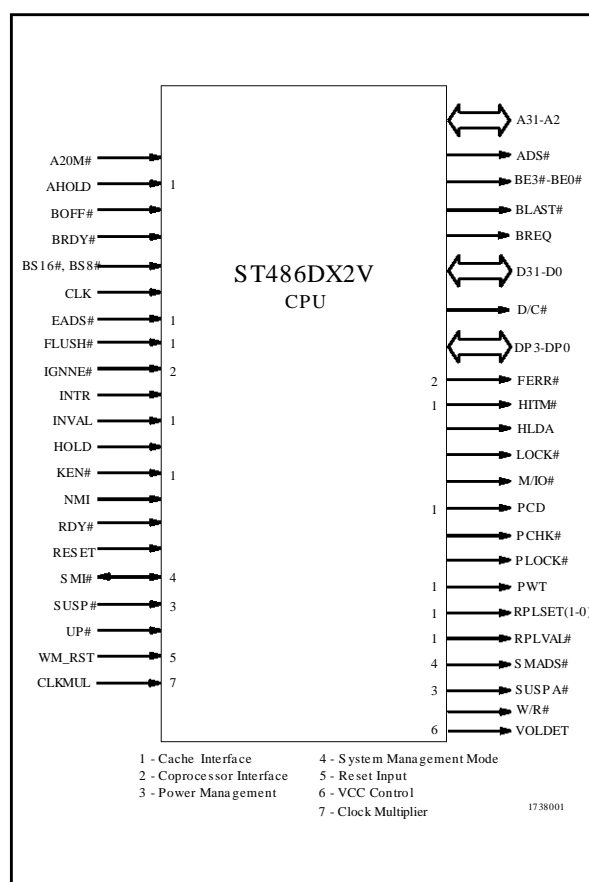 A31-A2
A20M#
ADS#
AHOLD
1
BE3#-BE0#
BOFF#
BLAST#
BRDY#
BREQ
BS16#, BS8#
ST486DX2V
D31-D0
CLK
CPU
D/C#
EADS#
1
FLUSH#
1
DP3-DP0
IGNNE#
2
2
FERR#
INTR
1
HITM#
INVAL
1
HLDA
HOLD
LOCK#
KEN#
1
M/IO#
NMI
1
PCD
RDY#
PCHK#
RESET
PLOCK#
SMI#
4
1
PWT
SUSP#
3
1
RPLSET(1-0)
UP#
1
RPLVAL#
WM_RST
5
4
SMADS#
CLKMUL
7
3
SUSPA#
W/R#
6
VOLDET
1 - Cache Interface
2 - Coprocessor Interface
3 - Power Management
4 - System Management Mode
5 - Reset Input
6 - VCC Control
7 - Clock Multiplier
1738001